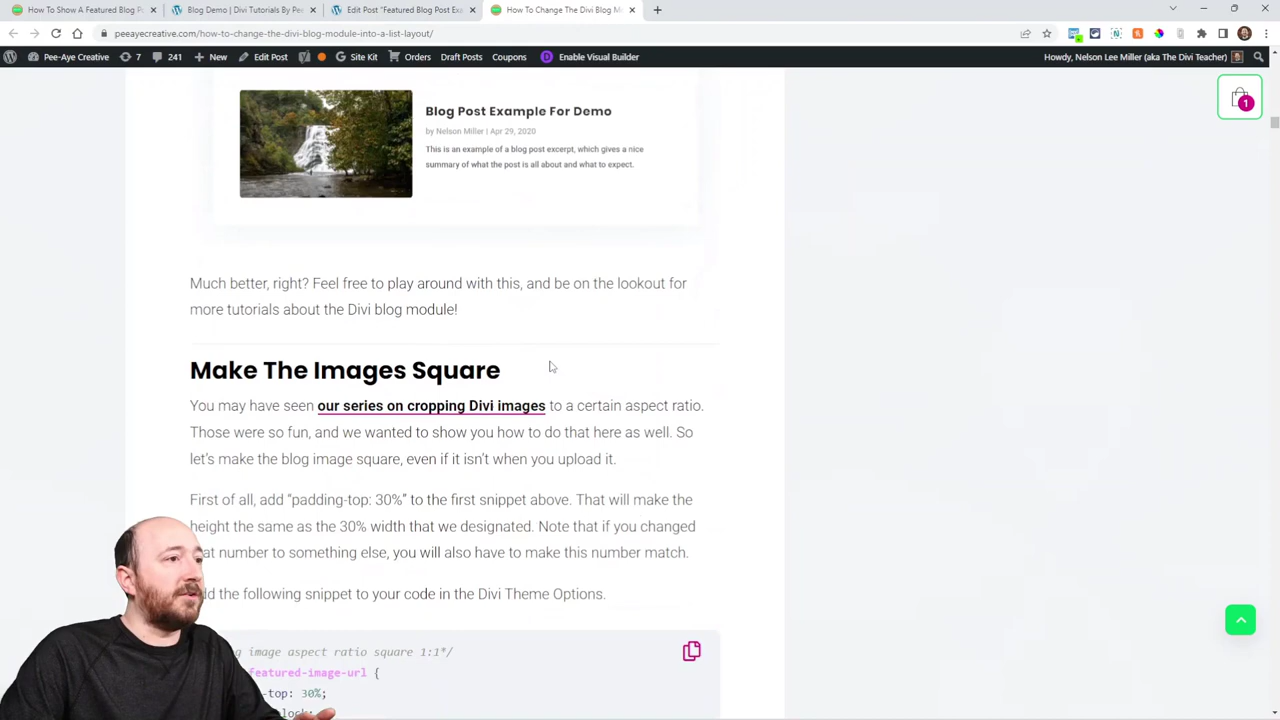 How To Show A Featured Blog P
Blog Demo | Divi Tutorials By Pee
Edit Post "Featured Blog Post Exa
How To Change The Divi Blog M
peeayecreative.com/how-to-change-the-divi-blog-module-into-a-list-layout/
Pee-Aye Creative 7 241 New Edit Post Site Kit Orders Draft Posts Coupons Enable Visual Builder Howdy, Nelson Lee Miller (aka The Divi Teacher)
1
Blog Post Example For Demo
by Nelson Miller | Apr 29, 2020
This is an example of a blog post excerpt, which gives a nice
summary of what the post is all about and what to expect.
Much better, right? Feel free to play around with this, and be on the lookout for
more tutorials about the Divi blog module!
Make The Images Square
You may have seen our series on cropping Divi images to a certain aspect ratio.
Those were so fun, and we wanted to show you how to do that here as well. So
let's make the blog image square, even if it isn't when you upload it.
First of all, add "padding-top: 30%" to the first snippet above. That will make the
height the same as the 30% width that we designated. Note that if you changed
at number to something else, you will also have to make this number match.
dd the following snippet to your code in the Divi Theme Options.
g image aspect ratio square 1:1*/
featured-image-url {
-top: 30%;